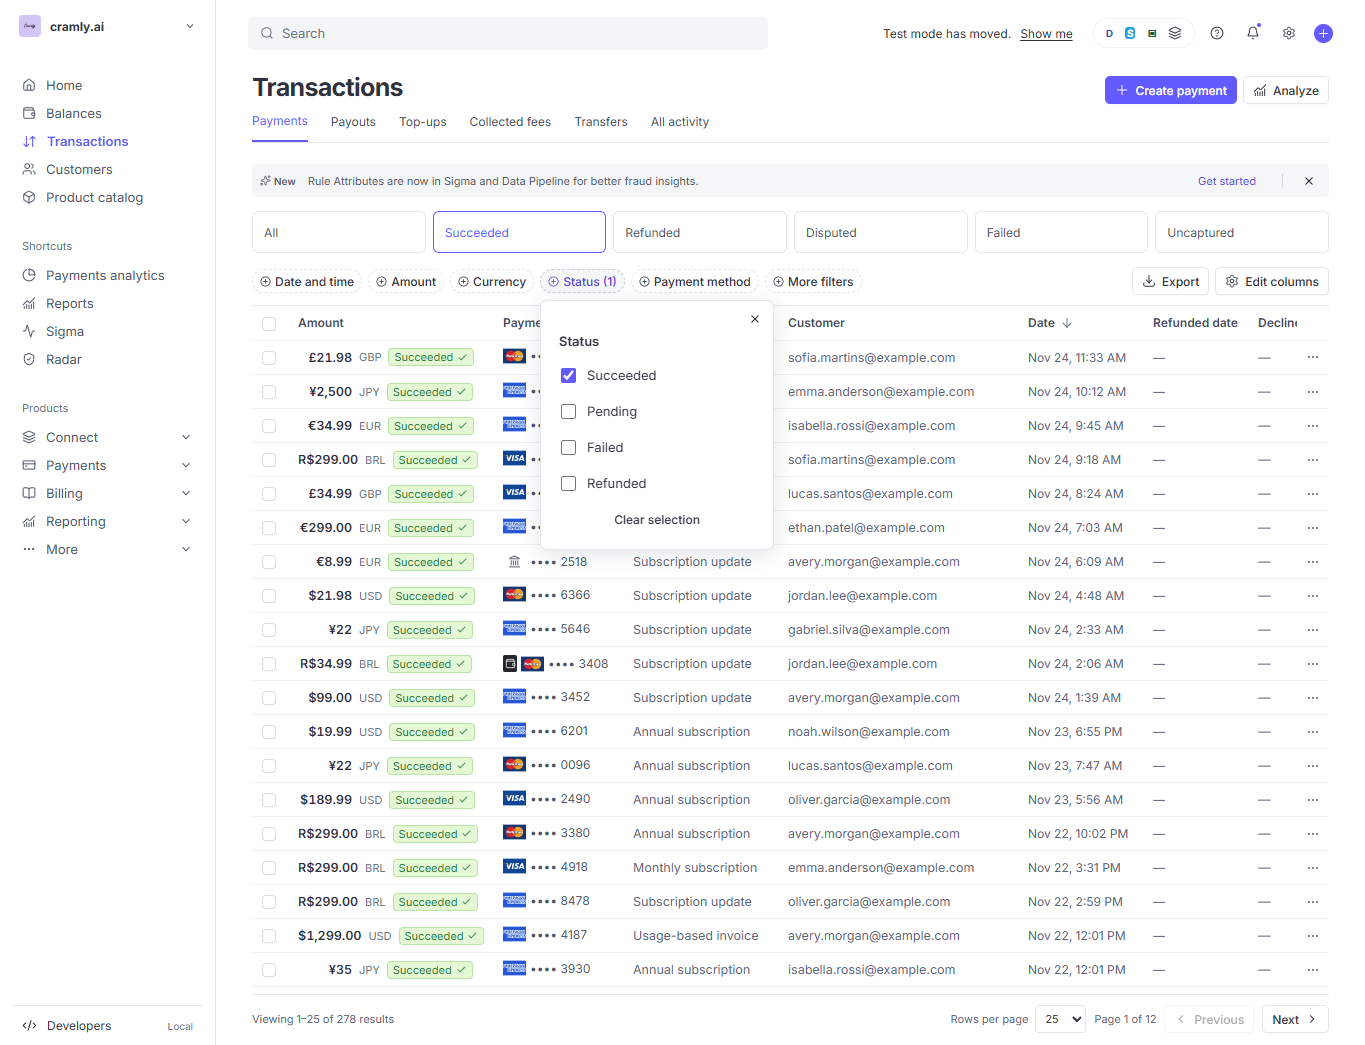 cramly.ai
Search
Test mode has moved. Show me
Home
Balances
Transactions
Customers
Product catalog
Shortcuts
Payments analytics
Reports
Sigma
Radar
Products
Connect
Payments
Billing
Reporting
More
Developers Local
Transactions
Create payment Analyze
Payments Payouts Top-ups Collected fees Transfers All activity
New Rule Attributes are now in Sigma and Data Pipeline for better fraud insights. Get started
All Succeeded Refunded Disputed Failed Uncaptured
Date and time Amount Currency Status (1) Payment method More filters Export Edit columns
Amount Customer Date Refunded date
Status
Succeeded
Pending
Failed
Refunded
Clear selection
£21.98 GBP Succeeded sofia.martins@example.com Nov 24, 11:33 AM — —
¥2,500 JPY Succeeded emma.anderson@example.com Nov 24, 10:12 AM — —
€34.99 EUR Succeeded isabella.rossi@example.com Nov 24, 9:45 AM — —
R$299.00 BRL Succeeded VISA sofia.martins@example.com Nov 24, 9:18 AM — —
£34.99 GBP Succeeded VISA lucas.santos@example.com Nov 24, 8:24 AM — —
€299.00 EUR Succeeded ethan.patel@example.com Nov 24, 7:03 AM — —
€8.99 EUR Succeeded •••• 2518 Subscription update avery.morgan@example.com Nov 24, 6:09 AM — —
$21.98 USD Succeeded •••• 6366 Subscription update jordan.lee@example.com Nov 24, 4:48 AM — —
¥22 JPY Succeeded •••• 5646 Subscription update gabriel.silva@example.com Nov 24, 2:33 AM — —
R$34.99 BRL Succeeded •••• 3408 Subscription update jordan.lee@example.com Nov 24, 2:06 AM — —
$99.00 USD Succeeded •••• 3452 Subscription update avery.morgan@example.com Nov 24, 1:39 AM — —
$19.99 USD Succeeded •••• 6201 Annual subscription noah.wilson@example.com Nov 23, 6:55 PM — —
¥22 JPY Succeeded •••• 0096 Annual subscription lucas.santos@example.com Nov 23, 7:47 AM — —
$189.99 USD Succeeded VISA •••• 2490 Annual subscription oliver.garcia@example.com Nov 23, 5:56 AM — —
R$299.00 BRL Succeeded •••• 3380 Annual subscription avery.morgan@example.com Nov 22, 10:02 PM — —
R$299.00 BRL Succeeded VISA •••• 4918 Monthly subscription emma.anderson@example.com Nov 22, 3:31 PM — —
R$299.00 BRL Succeeded •••• 8478 Subscription update oliver.garcia@example.com Nov 22, 2:59 PM — —
$1,299.00 USD Succeeded •••• 4187 Usage-based invoice avery.morgan@example.com Nov 22, 12:01 PM — —
¥35 JPY Succeeded •••• 3930 Annual subscription isabella.rossi@example.com Nov 22, 12:01 PM — —
Viewing 1–25 of 278 results Rows per page 25 Page 1 of 12 Previous Next